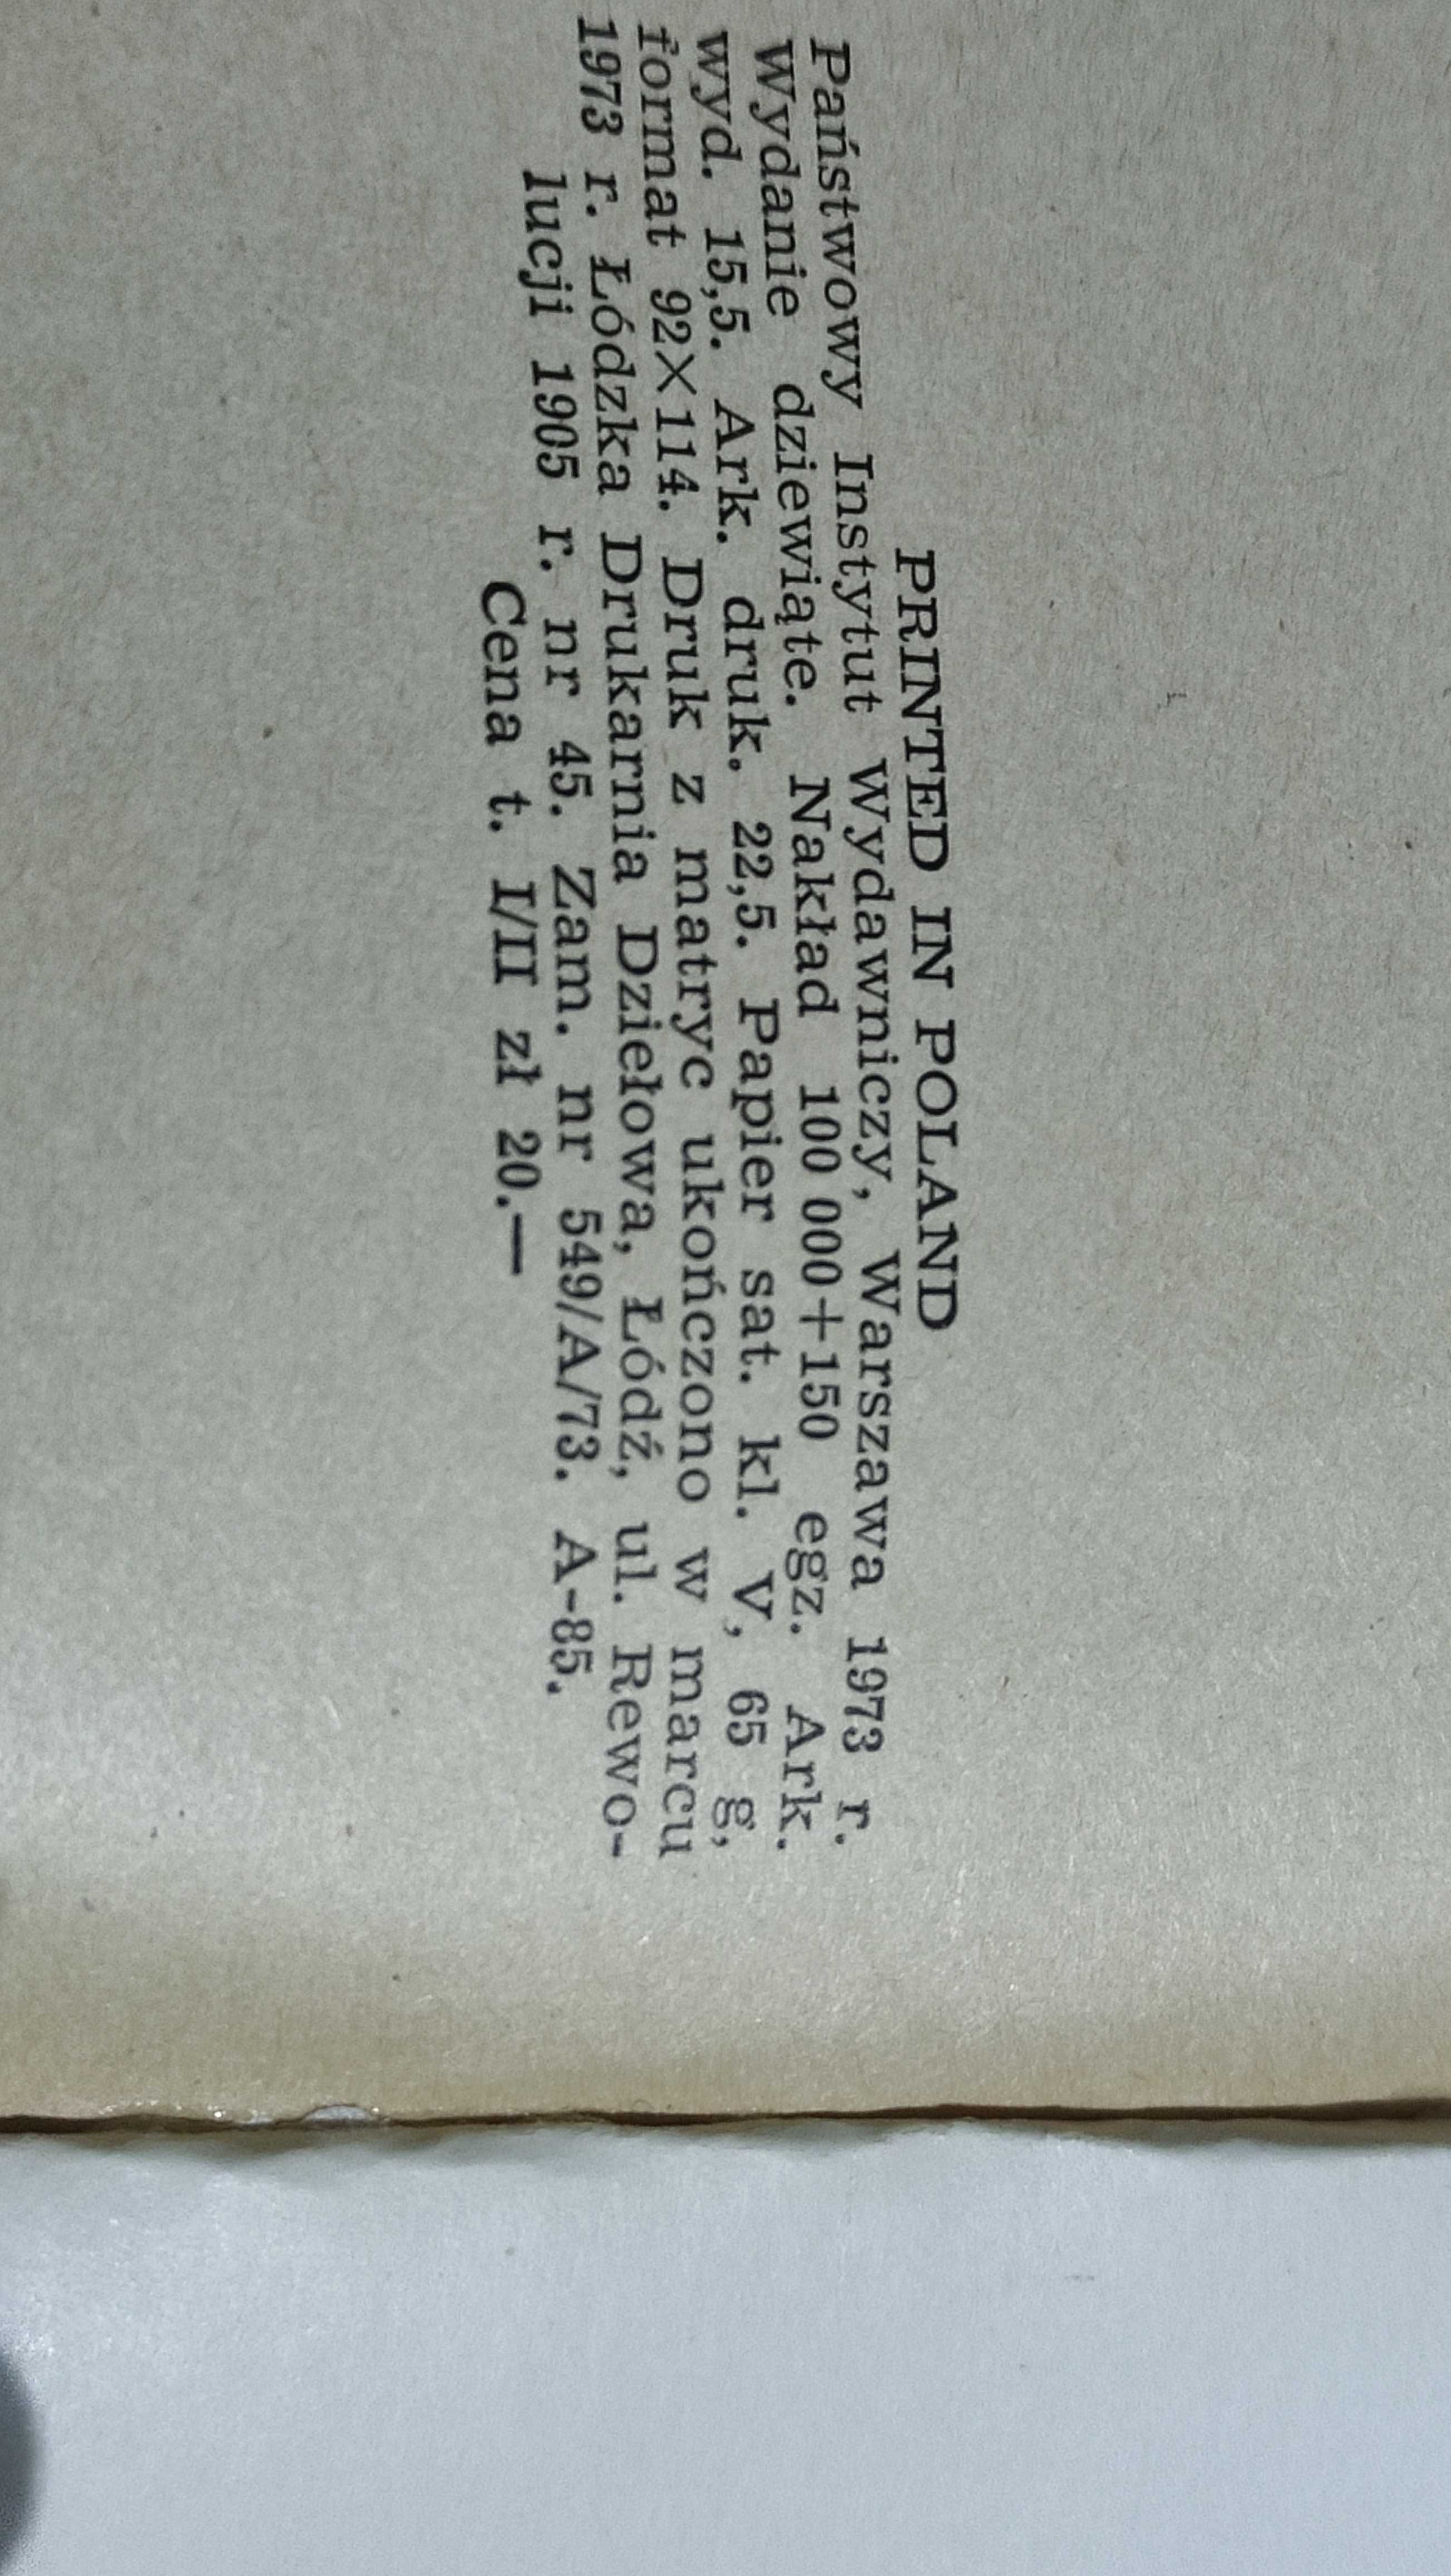 PRINTED IN POLAND
Państwowy Instytut Wydawniczy, Warszawa 1973 r.
Wydanie dziewiąte. Nakład 100 000+150 egz. Ark.
wyd. 15,5. Ark. druk. 22,5. Papier sat. kl. V, 65 g,
format 92×114. Druk z matryc ukończono w marcu
1973 r. Łódzka Drukarnia Dziełowa, Łódź, ul. Rewo-
lucji 1905 r. nr 45. Zam. nr 549/A/73. A-85.
Cena t. I/II zł 20.—